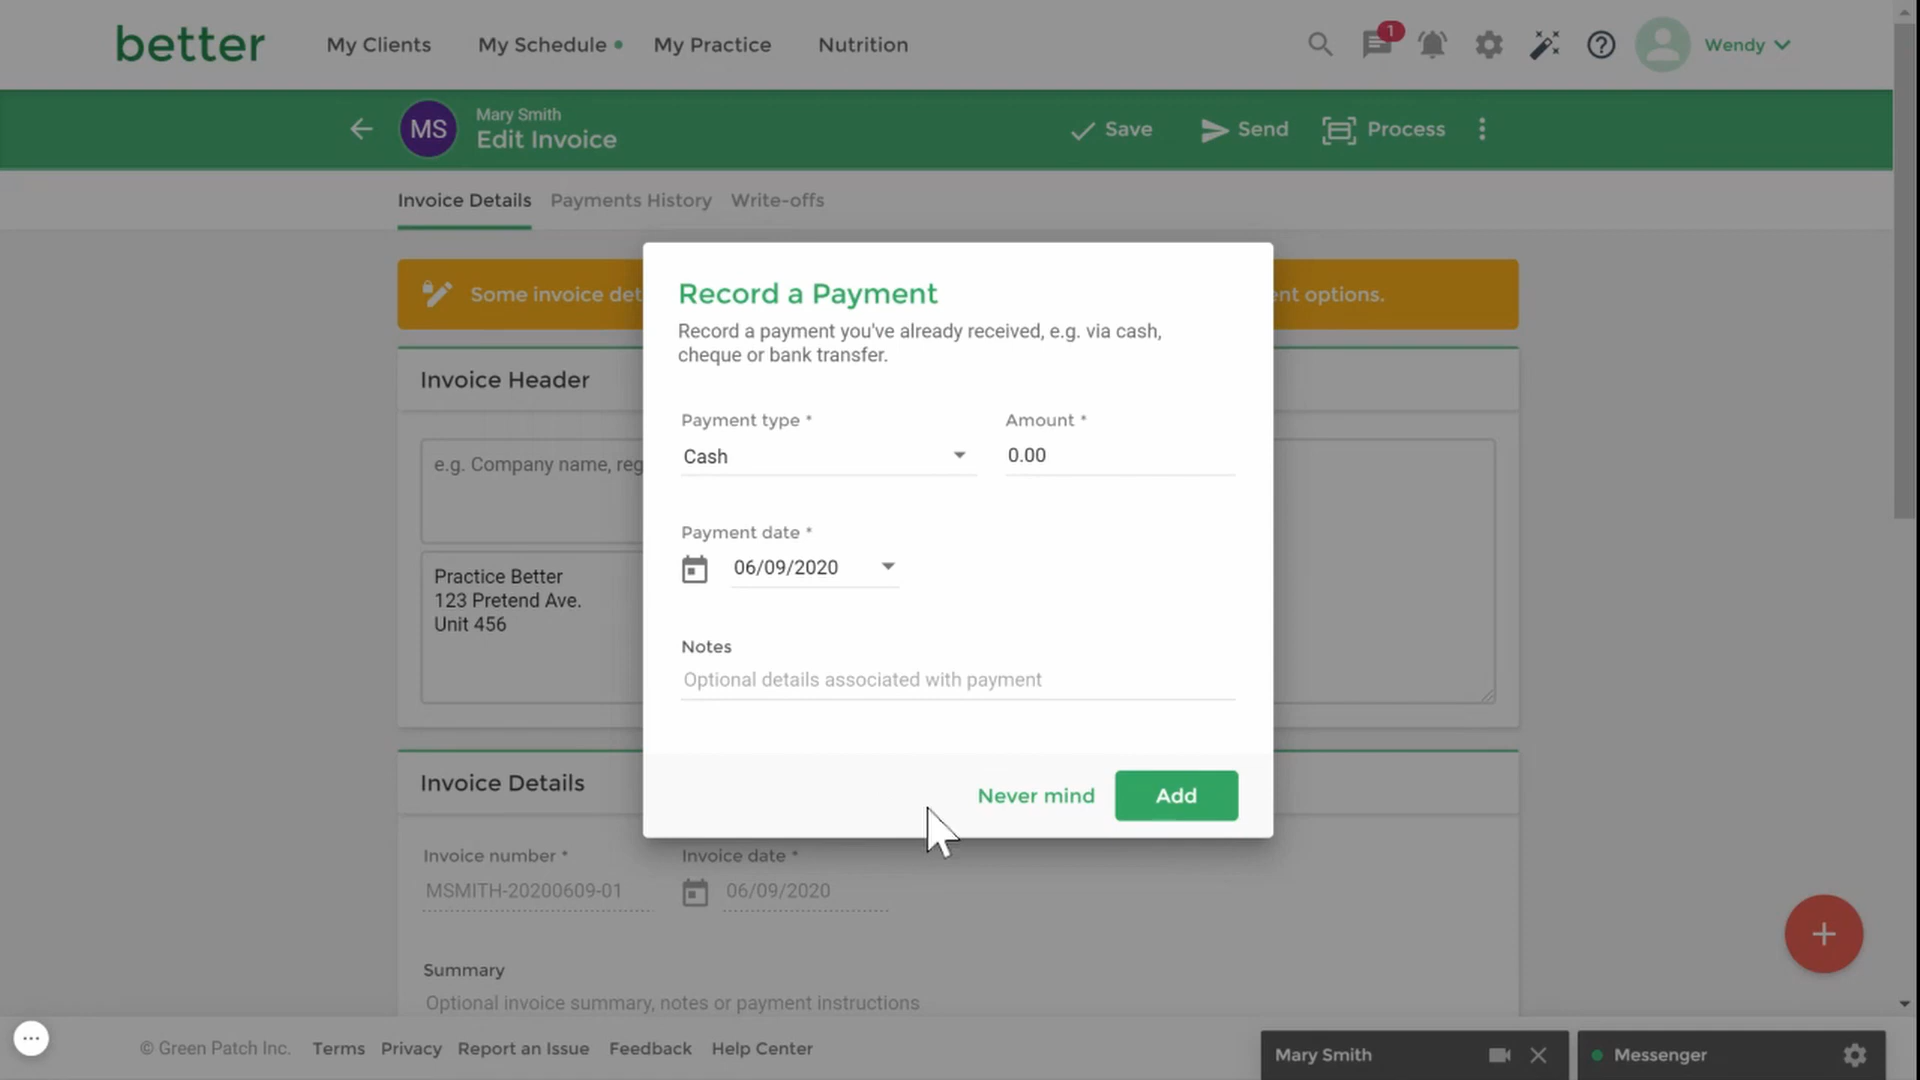 better
My Clients
My Schedule
My Practice
Nutrition
1
Wendy
MS
Mary Smith
Edit Invoice
Save
Send
Process
Invoice Details
Payments History
Write-offs
Some invoice det
nt options.
Record a Payment
Record a payment you've already received, e.g. via cash,
cheque or bank transfer.
Invoice Header
Payment type *
Amount *
Cash
0.00
e.g. Company name, reg
Payment date *
06/09/2020
Practice Better
123 Pretend Ave.
Unit 456
Notes
Optional details associated with payment
Never mind
Add
Invoice Details
Invoice number *
Invoice date *
MSMITH-20200609-01
06/09/2020
Summary
Optional invoice summary, notes or payment instructions
© Green Patch Inc.
Terms
Privacy
Report an Issue
Feedback
Help Center
Mary Smith
Messenger